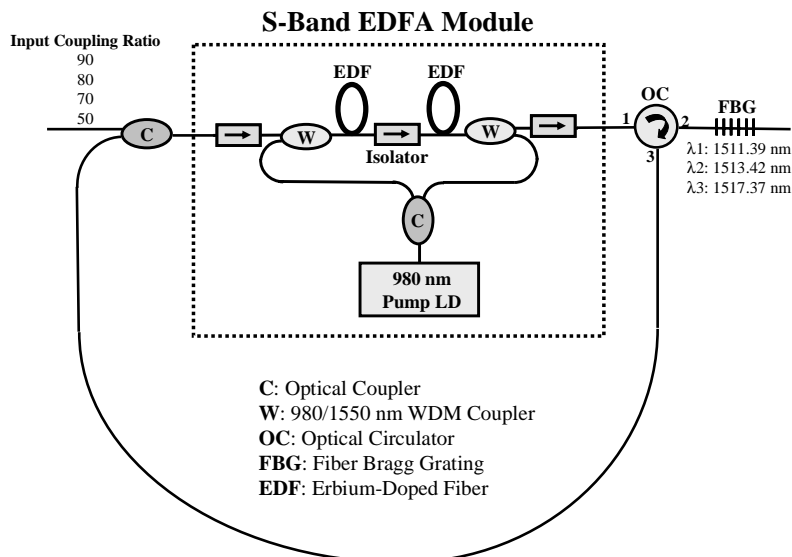 S-Band EDFA Module
Input Coupling Ratio
90
80
70
50
EDF
EDF
OC
FBG
C
W
W
1
2
3
Isolator
λ1: 1511.39 nm
λ2: 1513.42 nm
λ3: 1517.37 nm
C
980 nm
Pump LD
C: Optical Coupler
W: 980/1550 nm WDM Coupler
OC: Optical Circulator
FBG: Fiber Bragg Grating
EDF: Erbium-Doped Fiber